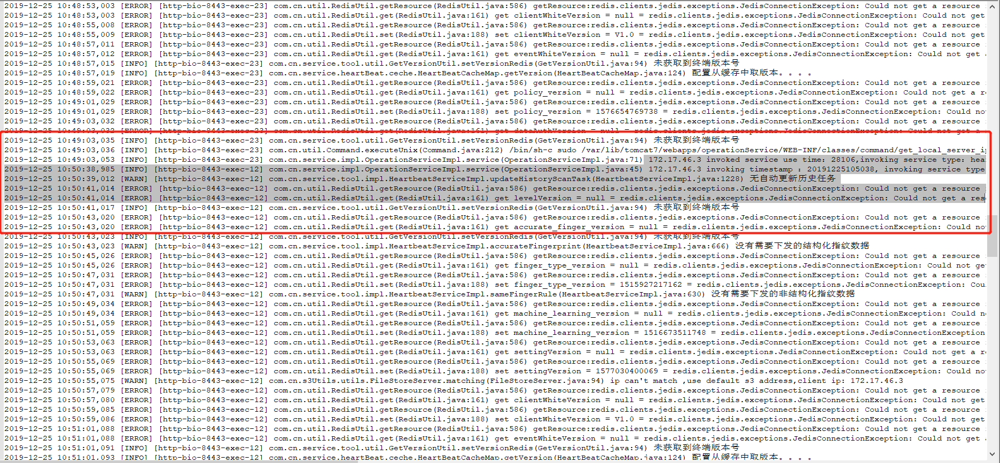 2019-12-25 10:48:53,003 [ERROR] [http-bio-8443-exec-23] com.cn.util.RedisUtil.getResource(RedisUtil.java:586) getResource:redis.clients.jedis.exceptions.JedisConnectionException: Could not get a resource
2019-12-25 10:48:53,003 [ERROR] [http-bio-8443-exec-23] com.cn.util.RedisUtil.get(RedisUtil.java:161) get clientWhiteVersion = null = redis.clients.jedis.exceptions.JedisConnectionException: Could not get
2019-12-25 10:48:55,008 [ERROR] [http-bio-8443-exec-23] com.cn.util.RedisUtil.getResource(RedisUtil.java:586) getResource:redis.clients.jedis.exceptions.JedisConnectionException: Could not get a resource
2019-12-25 10:48:55,009 [ERROR] [http-bio-8443-exec-23] com.cn.util.RedisUtil.set(RedisUtil.java:188) set clientWhiteVersion = V1.0 = redis.clients.jedis.exceptions.JedisConnectionException: Could not get
2019-12-25 10:48:57,011 [ERROR] [http-bio-8443-exec-23] com.cn.util.RedisUtil.getResource(RedisUtil.java:586) getResource:redis.clients.jedis.exceptions.JedisConnectionException: Could not get a resource
2019-12-25 10:48:57,012 [ERROR] [http-bio-8443-exec-23] com.cn.util.RedisUtil.get(RedisUtil.java:161) get eventWhiteVersion = null = redis.clients.jedis.exceptions.JedisConnectionException: Could not get
2019-12-25 10:48:57,015 [INFO] [http-bio-8443-exec-23] com.cn.service.tool.util.GetVersionUtil.setVersionRedis(GetVersionUtil.java:94) 未获取到终端版本号
2019-12-25 10:48:57,019 [INFO] [http-bio-8443-exec-23] com.cn.service.heartBeat.ceche.HeartBeatCacheMap.getVersion(HeartBeatCacheMap.java:124) 配置从缓存中取版本。。。。
2019-12-25 10:48:59,021 [ERROR] [http-bio-8443-exec-23] com.cn.util.RedisUtil.getResource(RedisUtil.java:586) getResource:redis.clients.jedis.exceptions.JedisConnectionException: Could not get a resource
2019-12-25 10:48:59,022 [ERROR] [http-bio-8443-exec-23] com.cn.util.RedisUtil.get(RedisUtil.java:161) get policy_version = null = redis.clients.jedis.exceptions.JedisConnectionException: Could not get a
2019-12-25 10:49:01,029 [ERROR] [http-bio-8443-exec-23] com.cn.util.RedisUtil.getResource(RedisUtil.java:586) getResource:redis.clients.jedis.exceptions.JedisConnectionException: Could not get a resource
2019-12-25 10:49:01,029 [ERROR] [http-bio-8443-exec-23] com.cn.util.RedisUtil.set(RedisUtil.java:188) set policy_version = 1576654769738 = redis.clients.jedis.exceptions.JedisConnectionException: Could no
2019-12-25 10:49:03,032 [ERROR] [http-bio-8443-exec-23] com.cn.util.RedisUtil.getResource(RedisUtil.java:586) getResource:redis.clients.jedis.exceptions.JedisConnectionException: Could not get a resource
2019-12-25 10:49:03,032 [ERROR] [http-bio-8443-exec-23] com.cn.util.RedisUtil.get(RedisUtil.java:161) get dataAuthVersion = null = redis.clients.jedis.exceptions.JedisConnectionException: Could not get a
2019-12-25 10:49:03,035 [INFO] [http-bio-8443-exec-23] com.cn.service.tool.util.GetVersionUtil.setVersionRedis(GetVersionUtil.java:94) 未获取到终端版本号
2019-12-25 10:49:03,036 [INFO] [http-bio-8443-exec-23] com.cn.util.Command.executeUnix(Command.java:212) /bin/sh-c sudo /var/lib/tomcat7/webapps/operationService/WEB-INF/classes/command/get_local_server_ip
2019-12-25 10:49:03,053 [INFO] [http-bio-8443-exec-23] com.cn.service.impl.OperationServiceImpl.service(OperationServiceImpl.java:71) 172.17.46.3 invoked service use time: 28106,invoking service type: hea
2019-12-25 10:50:38,985 [INFO] [http-bio-8443-exec-12] com.cn.service.impl.OperationServiceImpl.service(OperationServiceImpl.java:45) 172.17.46.3 invoking timestamp : 20191225105038, invoking service type
2019-12-25 10:50:39,012 [WARN] [http-bio-8443-exec-12] com.cn.service.tool.impl.HeartbeatServiceImpl.updateHistoryScanTask(HeartbeatServiceImpl.java:1228) 无自动更新历史任务
2019-12-25 10:50:41,014 [ERROR] [http-bio-8443-exec-12] com.cn.util.RedisUtil.getResource(RedisUtil.java:586) getResource:redis.clients.jedis.exceptions.JedisConnectionException: Could not get a resource
2019-12-25 10:50:41,014 [ERROR] [http-bio-8443-exec-12] com.cn.util.RedisUtil.get(RedisUtil.java:161) get levelVersion = null = redis.clients.jedis.exceptions.JedisConnectionException: Could not get a res
2019-12-25 10:50:41,017 [INFO] [http-bio-8443-exec-12] com.cn.service.tool.util.GetVersionUtil.setVersionRedis(GetVersionUtil.java:94) 未获取到终端版本号
2019-12-25 10:50:43,020 [ERROR] [http-bio-8443-exec-12] com.cn.util.RedisUtil.getResource(RedisUtil.java:586) getResource:redis.clients.jedis.exceptions.JedisConnectionException: Could not get a resource
2019-12-25 10:50:43,020 [ERROR] [http-bio-8443-exec-12] com.cn.util.RedisUtil.get(RedisUtil.java:161) get accurate_finger_version = null = redis.clients.jedis.exceptions.JedisConnectionException: Could no
2019-12-25 10:50:43,023 [INFO] [http-bio-8443-exec-12] com.cn.service.tool.util.GetVersionUtil.setVersionRedis(GetVersionUtil.java:94) 未获取到终端版本号
2019-12-25 10:50:43,023 [WARN] [http-bio-8443-exec-12] com.cn.service.tool.impl.HeartbeatServiceImpl.accurateFingerprint(HeartbeatServiceImpl.java:666) 没有需要下发的结构化指纹数据
2019-12-25 10:50:45,026 [ERROR] [http-bio-8443-exec-12] com.cn.util.RedisUtil.getResource(RedisUtil.java:586) getResource:redis.clients.jedis.exceptions.JedisConnectionException: Could not get a resource
2019-12-25 10:50:45,026 [ERROR] [http-bio-8443-exec-12] com.cn.util.RedisUtil.get(RedisUtil.java:161) get finger_type_version = null = redis.clients.jedis.exceptions.JedisConnectionException: Could not ge
2019-12-25 10:50:47,031 [ERROR] [http-bio-8443-exec-12] com.cn.util.RedisUtil.getResource(RedisUtil.java:586) getResource:redis.clients.jedis.exceptions.JedisConnectionException: Could not get a resource
2019-12-25 10:50:47,031 [ERROR] [http-bio-8443-exec-12] com.cn.util.RedisUtil.set(RedisUtil.java:188) set finger_type_version = 1515927217162 = redis.clients.jedis.exceptions.JedisConnectionException: Cou
2019-12-25 10:50:47,031 [WARN] [http-bio-8443-exec-12] com.cn.service.tool.impl.HeartbeatServiceImpl.sameFingerRule(HeartbeatServiceImpl.java:630) 没有需要下发的非结构化指纹数据
2019-12-25 10:50:49,034 [ERROR] [http-bio-8443-exec-12] com.cn.util.RedisUtil.getResource(RedisUtil.java:586) getResource:redis.clients.jedis.exceptions.JedisConnectionException: Could not get a resource
2019-12-25 10:50:49,034 [ERROR] [http-bio-8443-exec-12] com.cn.util.RedisUtil.get(RedisUtil.java:161) get machine_learning_version = null = redis.clients.jedis.exceptions.JedisConnectionException: Could n
2019-12-25 10:50:51,059 [ERROR] [http-bio-8443-exec-12] com.cn.util.RedisUtil.getResource(RedisUtil.java:586) getResource:redis.clients.jedis.exceptions.JedisConnectionException: Could not get a resource
2019-12-25 10:50:51,059 [ERROR] [http-bio-8443-exec-12] com.cn.util.RedisUtil.set(RedisUtil.java:188) set machine_learning_version = 1516673511748 = redis.clients.jedis.exceptions.JedisConnectionException
2019-12-25 10:50:53,063 [ERROR] [http-bio-8443-exec-12] com.cn.util.RedisUtil.getResource(RedisUtil.java:586) getResource:redis.clients.jedis.exceptions.JedisConnectionException: Could not get a resource
2019-12-25 10:50:53,063 [ERROR] [http-bio-8443-exec-12] com.cn.util.RedisUtil.get(RedisUtil.java:161) get settingVersion = null = redis.clients.jedis.exceptions.JedisConnectionException: Could not get a
2019-12-25 10:50:55,069 [ERROR] [http-bio-8443-exec-12] com.cn.util.RedisUtil.getResource(RedisUtil.java:586) getResource:redis.clients.jedis.exceptions.JedisConnectionException: Could not get a resource
2019-12-25 10:50:55,069 [ERROR] [http-bio-8443-exec-12] com.cn.util.RedisUtil.set(RedisUtil.java:188) set settingVersion = 1577030400069 = redis.clients.jedis.exceptions.JedisConnectionException: Could no
2019-12-25 10:50:55,075 [WARN] [http-bio-8443-exec-12] com.cn.s3Utils.utils.FileStoreServer.matching(FileStoreServer.java:94) ip can't match ,use default s3 address,client ip: 172.17.46.3
2019-12-25 10:50:57,079 [ERROR] [http-bio-8443-exec-12] com.cn.util.RedisUtil.getResource(RedisUtil.java:586) getResource:redis.clients.jedis.exceptions.JedisConnectionException: Could not get a resource
2019-12-25 10:50:57,080 [ERROR] [http-bio-8443-exec-12] com.cn.util.RedisUtil.get(RedisUtil.java:161) get clientWhiteVersion = null = redis.clients.jedis.exceptions.JedisConnectionException: Could not get
2019-12-25 10:50:59,085 [ERROR] [http-bio-8443-exec-12] com.cn.util.RedisUtil.getResource(RedisUtil.java:586) getResource:redis.clients.jedis.exceptions.JedisConnectionException: Could not get a resource
2019-12-25 10:50:59,086 [ERROR] [http-bio-8443-exec-12] com.cn.util.RedisUtil.set(RedisUtil.java:188) set clientWhiteVersion = V1.0 = redis.clients.jedis.exceptions.JedisConnectionException: Could not get
2019-12-25 10:51:01,088 [ERROR] [http-bio-8443-exec-12] com.cn.util.RedisUtil.getResource(RedisUtil.java:586) getResource:redis.clients.jedis.exceptions.JedisConnectionException: Could not get a resource
2019-12-25 10:51:01,088 [ERROR] [http-bio-8443-exec-12] com.cn.util.RedisUtil.get(RedisUtil.java:161) get eventWhiteVersion = null = redis.clients.jedis.exceptions.JedisConnectionException: Could not get
2019-12-25 10:51:01,091 [INFO] [http-bio-8443-exec-12] com.cn.service.tool.util.GetVersionUtil.setVersionRedis(GetVersionUtil.java:94) 未获取到终端版本号
2019-12-25 10:51:01,093 [INFO] [http-bio-8443-exec-12] com.cn.service.heartBeat.ceche.HeartBeatCacheMap.getVersion(HeartBeatCacheMap.java:124) 配置从缓存中取版本。。。。